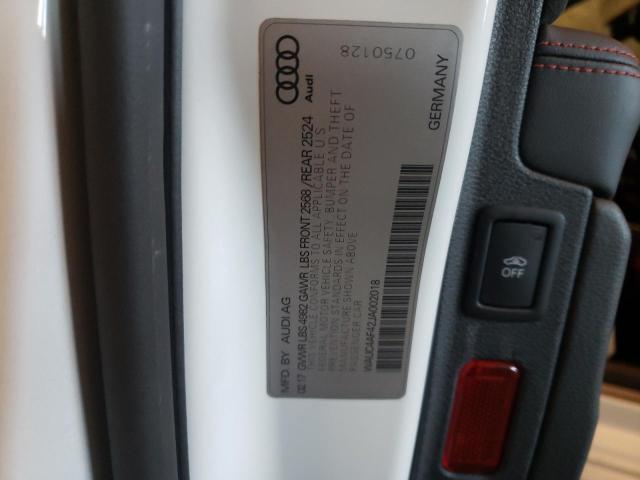 MFD. BY AUDI AG
Audi
02/17 GVWR LBS 4982 GAWR LBS FRONT 2568/REAR 2524
THIS VEHICLE CONFORMS TO ALL APPLICABLE U S
FEDERAL MOTOR VEHICLE SAFETY, BUMPER AND THEFT
PREVENTION STANDARDS IN EFFECT ON THE DATE OF
MANUFACTURE SHOWN ABOVE
PASSENGER CAR
WAUC4AF42JA002018
GERMANY
0750128
OFF